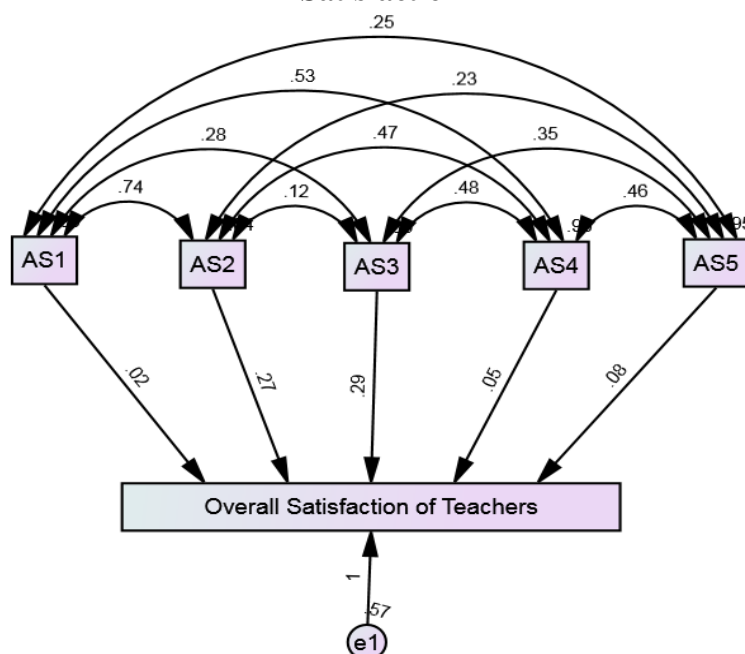 .25
.53
.23
.28
.47
.35
.74
.12
.48
.46
AS1
AS2
AS3
AS4
AS5
.02
.27
.29
.05
.08
Overall Satisfaction of Teachers
1
.57
e1